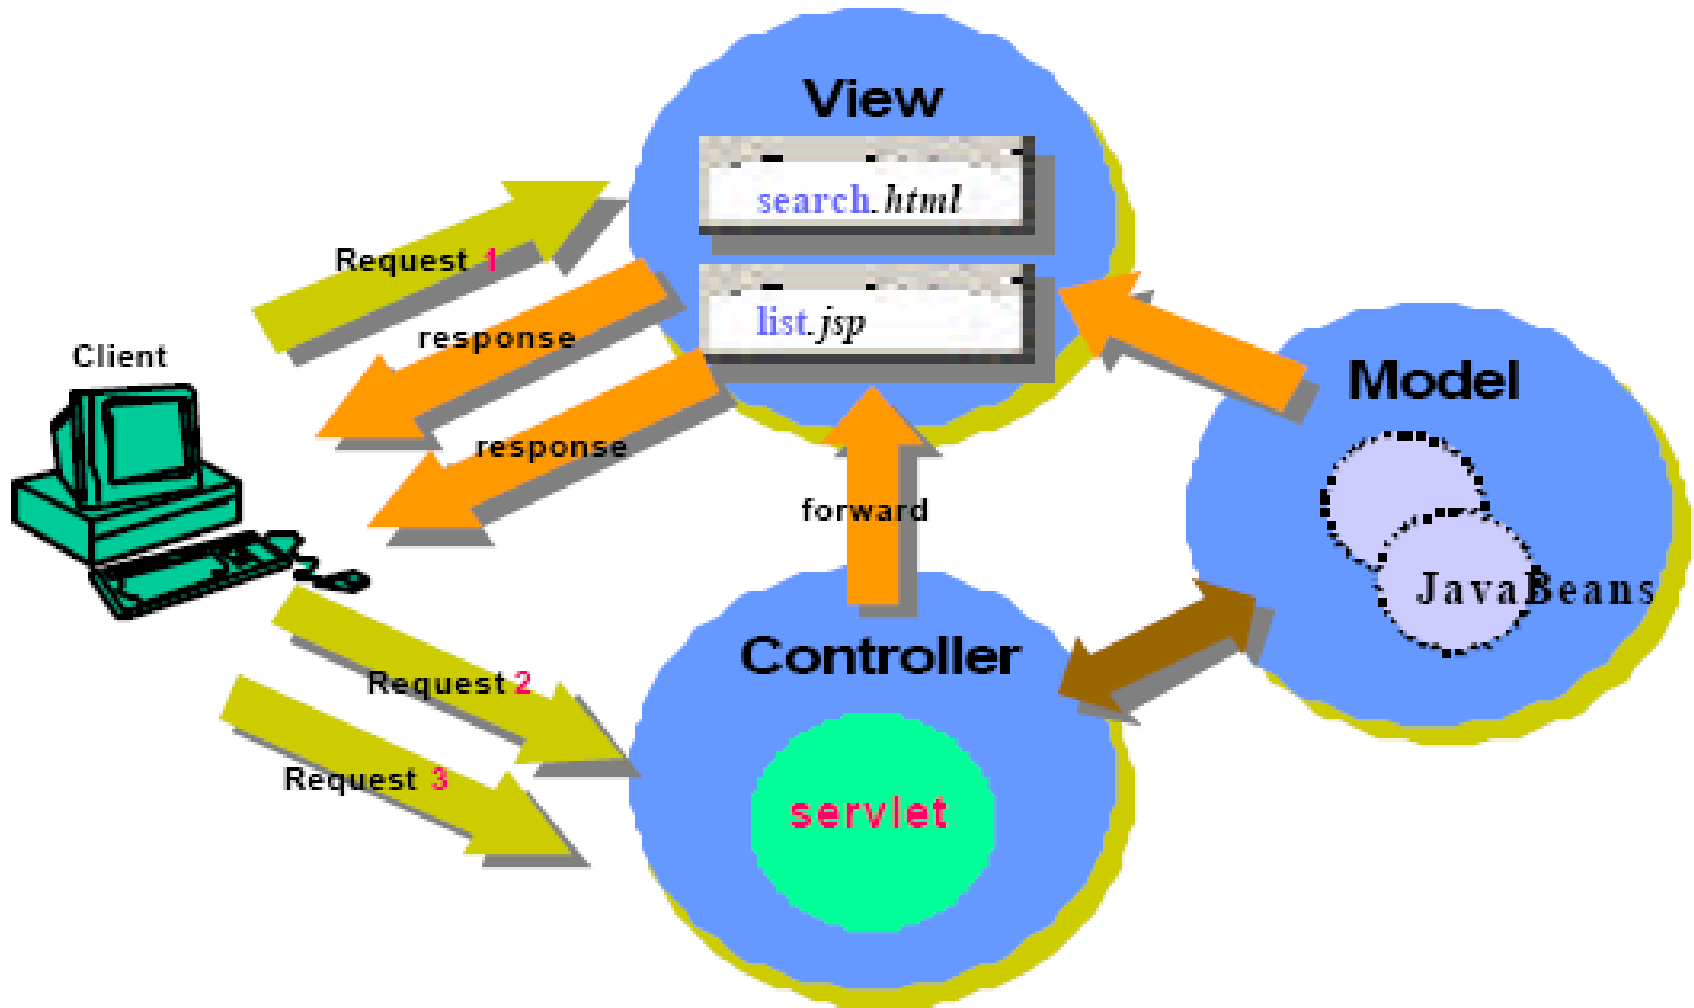 View
search.html
Request 1
list.jsp
response
Client
Model
response
forward
JavaBeans
Controller
Request 2
Request 3
servlet